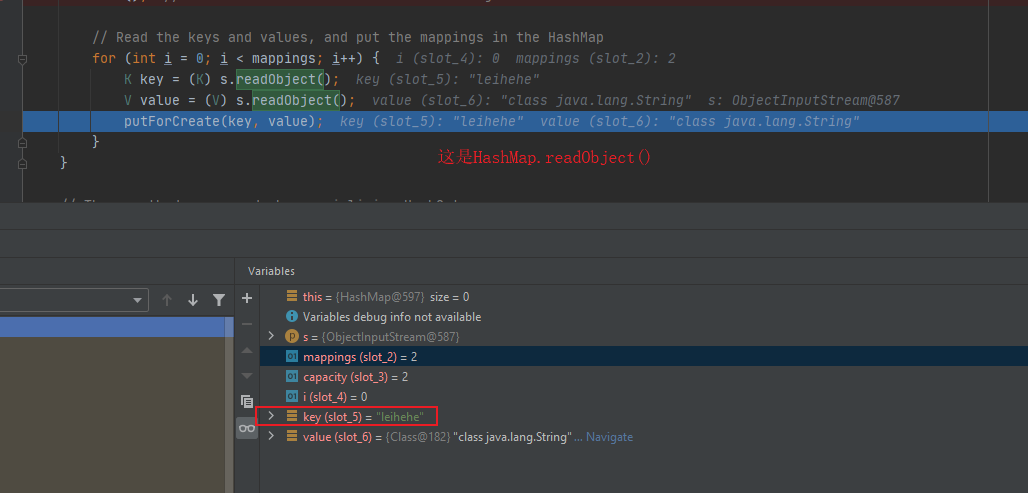 // Read the keys and values, and put the mappings in the HashMap
for (int i = 0; i < mappings; i++) { i (slot_4): 0 mappings (slot_2): 2
K key = (K) s.readObject(); key (slot_5): "leihehe"
V value = (V) s.readObject(); value (slot_6): "class java.lang.String" s: ObjectInputStream@587
putForCreate(key, value); key (slot_5): "leihehe" value (slot_6): "class java.lang.String"
}
这是HashMap.readObject()
}
Variables
this = {HashMap@597} size = 0
Variables debug info not available
s = {ObjectInputStream@587}
mappings (slot_2) = 2
capacity (slot_3) = 2
i (slot_4) = 0
key (slot_5) = "leihehe"
value (slot_6) = {Class@182} "class java.lang.String" ... Navigate